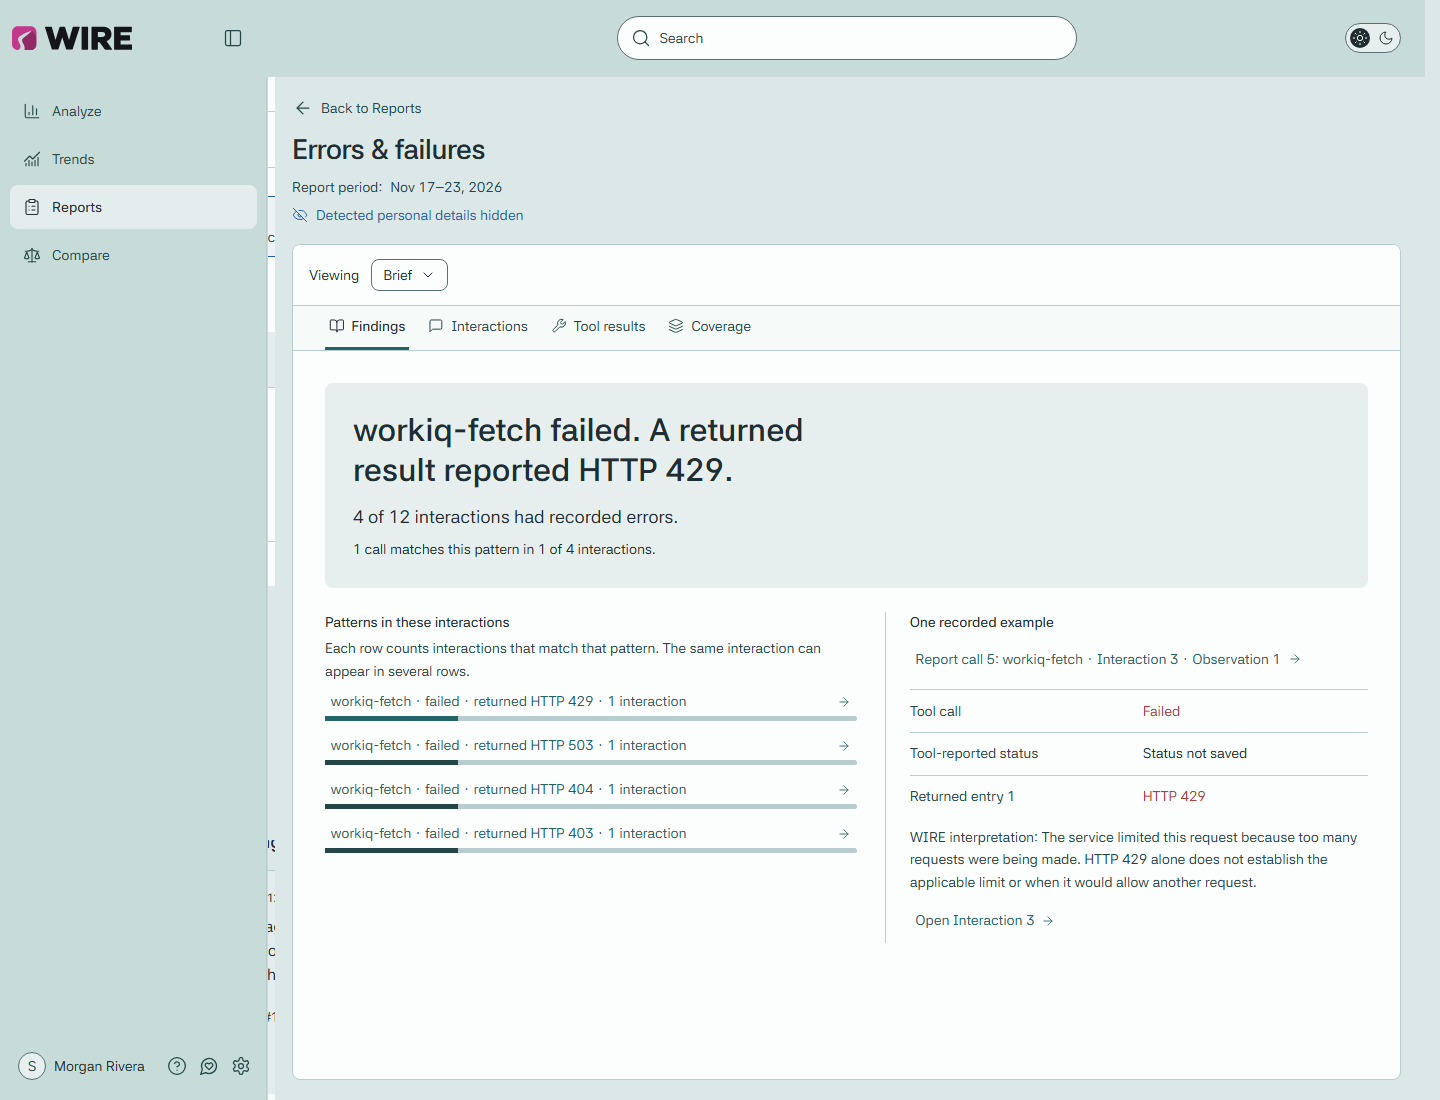 WIRE
Search
Analyze
Trends
Reports
Compare
Back to Reports
Errors & failures
Report period: Nov 17–23, 2026
Detected personal details hidden
Viewing
Brief
Findings
Interactions
Tool results
Coverage
workiq-fetch failed. A returned
result reported HTTP 429.
4 of 12 interactions had recorded errors.
1 call matches this pattern in 1 of 4 interactions.
Patterns in these interactions
Each row counts interactions that match that pattern. The same interaction can
appear in several rows.
workiq-fetch · failed · returned HTTP 429 · 1 interaction
workiq-fetch · failed · returned HTTP 503 · 1 interaction
workiq-fetch · failed · returned HTTP 404 · 1 interaction
workiq-fetch · failed · returned HTTP 403 · 1 interaction
One recorded example
Report call 5: workiq-fetch · Interaction 3 · Observation 1
Tool call Failed
Tool-reported status Status not saved
Returned entry 1 HTTP 429
WIRE interpretation: The service limited this request because too many
requests were being made. HTTP 429 alone does not establish the
applicable limit or when it would allow another request.
Open Interaction 3
S Morgan Rivera